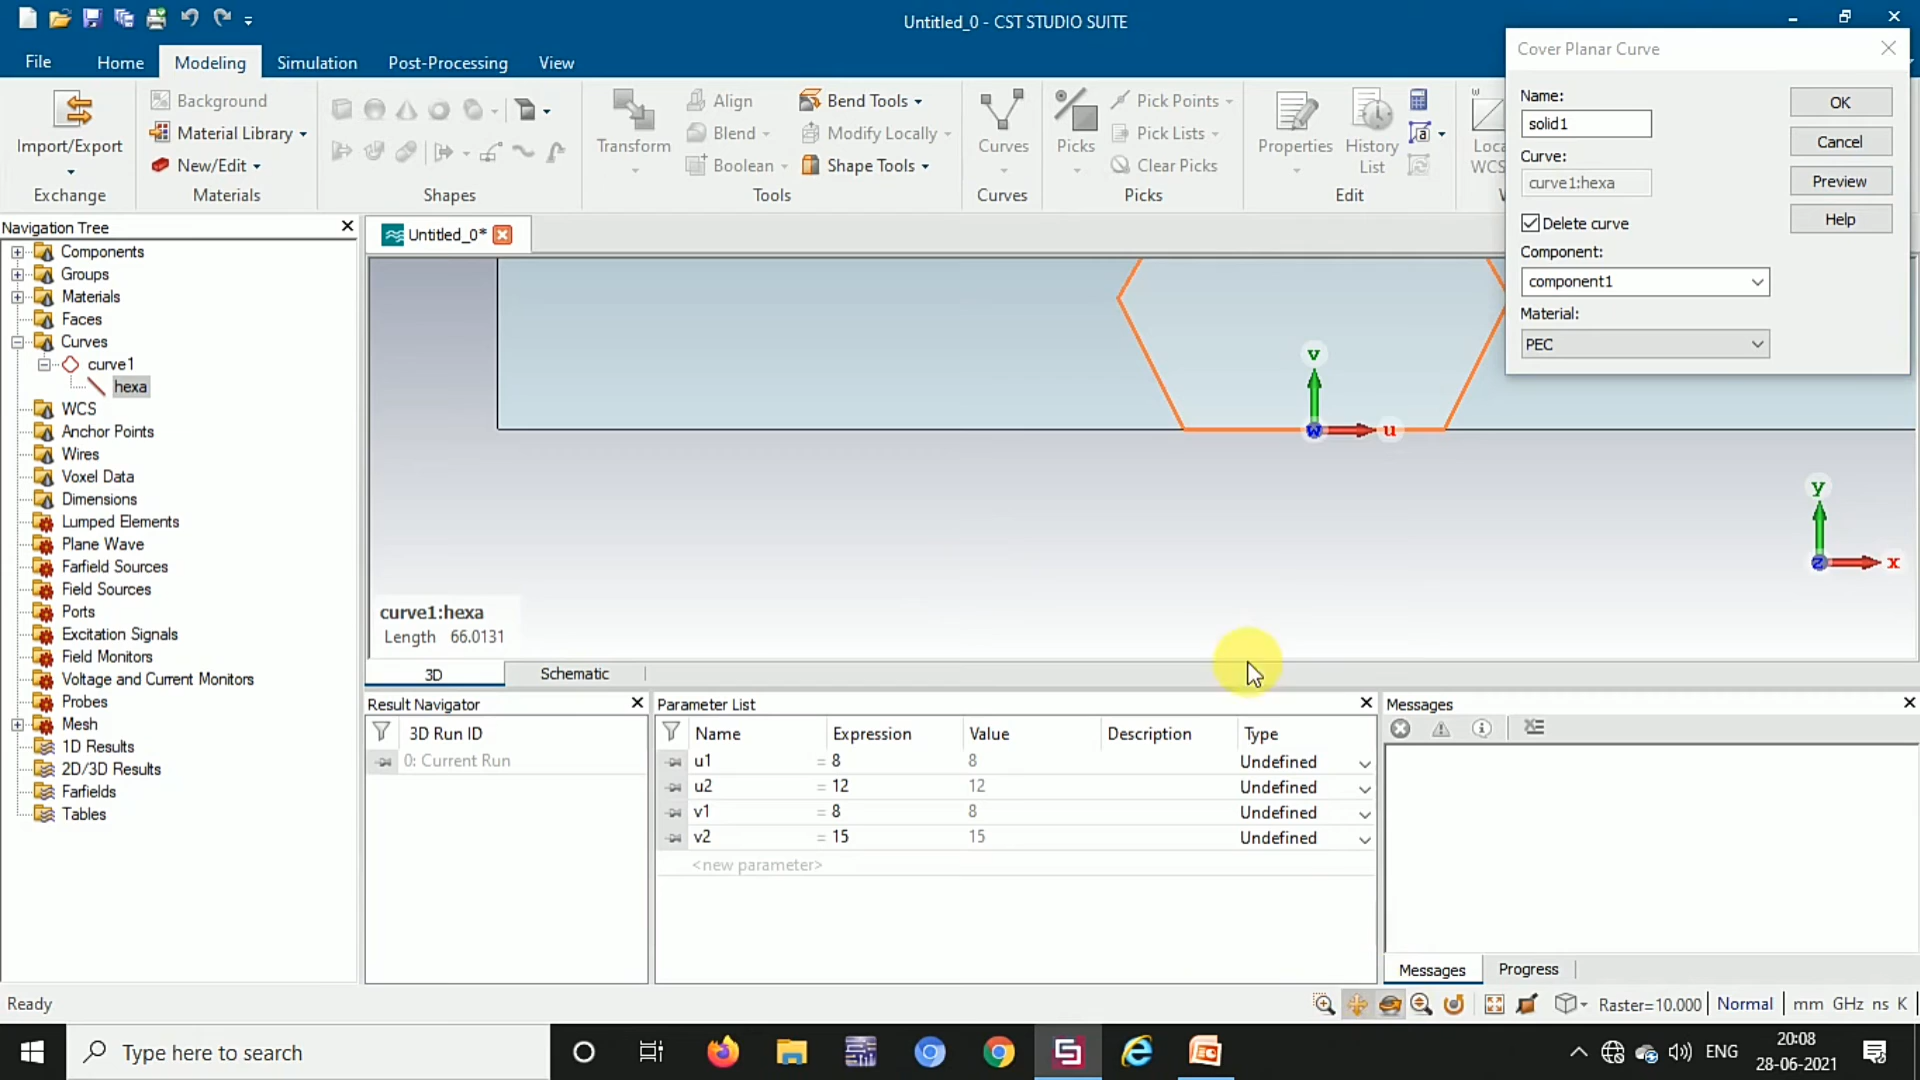 Untitled_0 - CST STUDIO SUITE
File Home Modeling Simulation Post-Processing View
Import/Export
Exchange
Background
Material Library
New/Edit
Materials
Shapes
Transform
Align
Blend
Boolean
Bend Tools
Modify Locally
Shape Tools
Tools
Curves
Curves
Picks
Pick Points
Pick Lists
Clear Picks
Picks
Properties
History
List
Edit
Loca
WCS
Cover Planar Curve
Name:
solid1
Curve:
curve1:hexa
Delete curve
Component:
component1
Material:
PEC
OK
Cancel
Preview
Help
Navigation Tree
Components
Groups
Materials
Faces
Curves
curve1
hexa
WCS
Anchor Points
Wires
Voxel Data
Dimensions
Lumped Elements
Plane Wave
Farfield Sources
Field Sources
Ports
Excitation Signals
Field Monitors
Voltage and Current Monitors
Probes
Mesh
1D Results
2D/3D Results
Farfields
Tables
Untitled_0*
v
w u
y
z x
curve1:hexa
Length 66.0131
3D Schematic
Result Navigator
3D Run ID
0: Current Run
Parameter List
Name Expression Value Description Type
u1 = 8 8 Undefined
u2 = 12 12 Undefined
v1 = 8 8 Undefined
v2 = 15 15 Undefined
<new parameter>
Messages
Messages Progress
Ready
Raster=10.000 Normal mm GHz ns K
Type here to search
ENG
20:08
28-06-2021